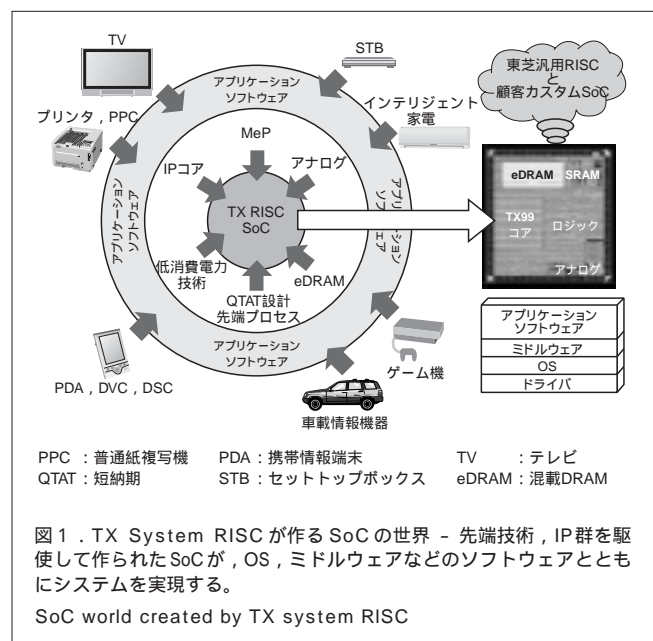 TV
STB
プリンタ，PPC
インテリジェント
家電
アプリケーション
ソフトウェア
MeP
IPコア
アナログ
アプリケーション
ソフトウェア
アプリケーション
ソフトウェア
TX RISC
SoC
低消費電力
技術
eDRAM
QTAT設計
先端プロセス
アプリケーション
ソフトウェア
PDA，DVC，DSC
ゲーム機
車載情報機器
東芝汎用RISC
と
顧客カスタムSoC
eDRAM SRAM
TX99
コア
ロジック
アナログ
アプリケーション
ソフトウェア
ミドルウェア
OS
ドライバ
PPC ：普通紙複写機 PDA：携帯情報端末 TV ：テレビ
QTAT：短納期 STB：セットトップボックス eDRAM：混載DRAM
図1．TX System RISCが作るSoCの世界 － 先端技術，IP群を駆
使して作られたSoCが，OS，ミドルウェアなどのソフトウェアととも
にシステムを実現する。
SoC world created by TX system RISC